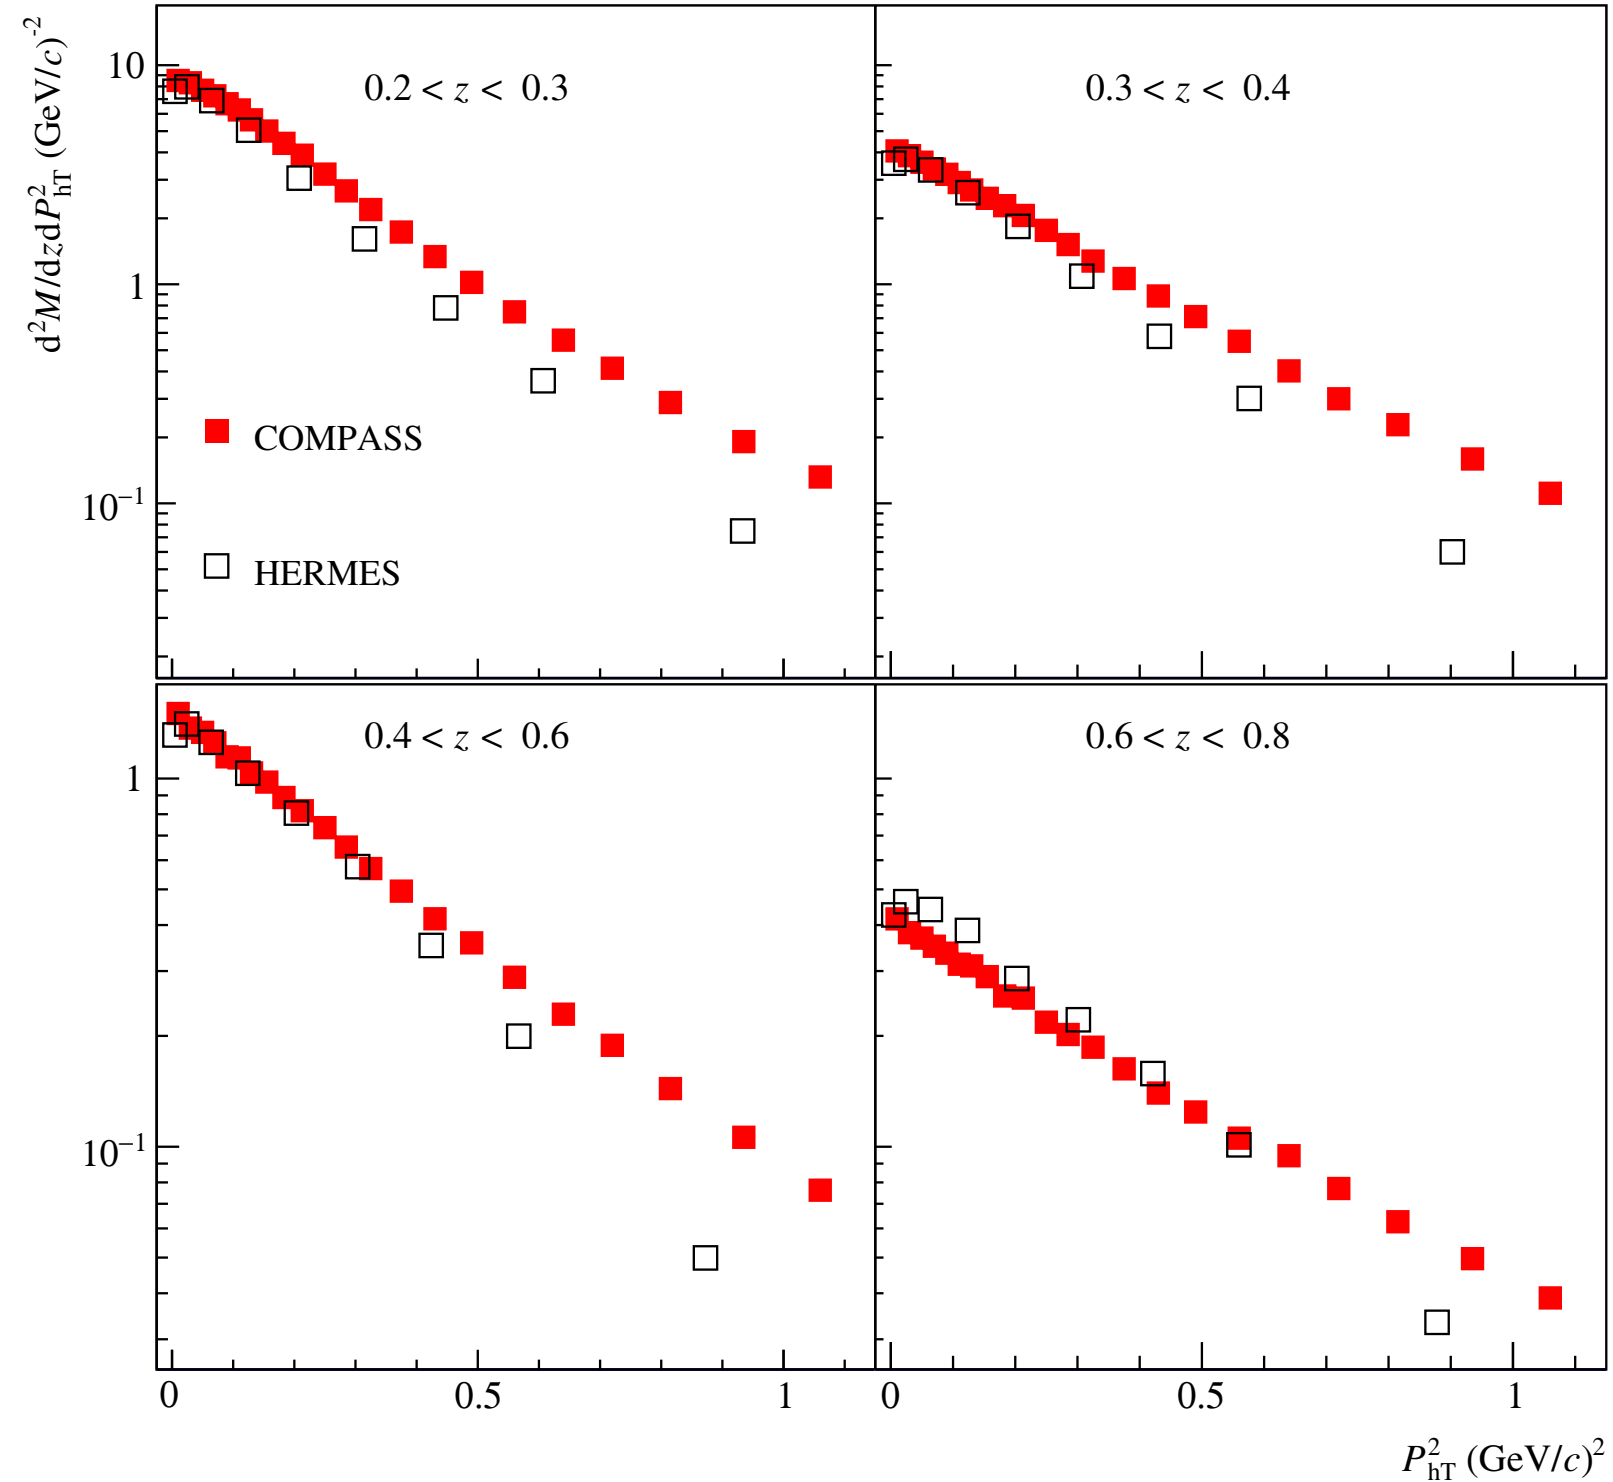 d²M/dzdP²hT (GeV/c)⁻²
10
1
10⁻¹
0.2 < z < 0.3
0.3 < z < 0.4
COMPASS
HERMES
1
10⁻¹
0.4 < z < 0.6
0.6 < z < 0.8
0 0.5 1 0 0.5 1
P²hT (GeV/c)²